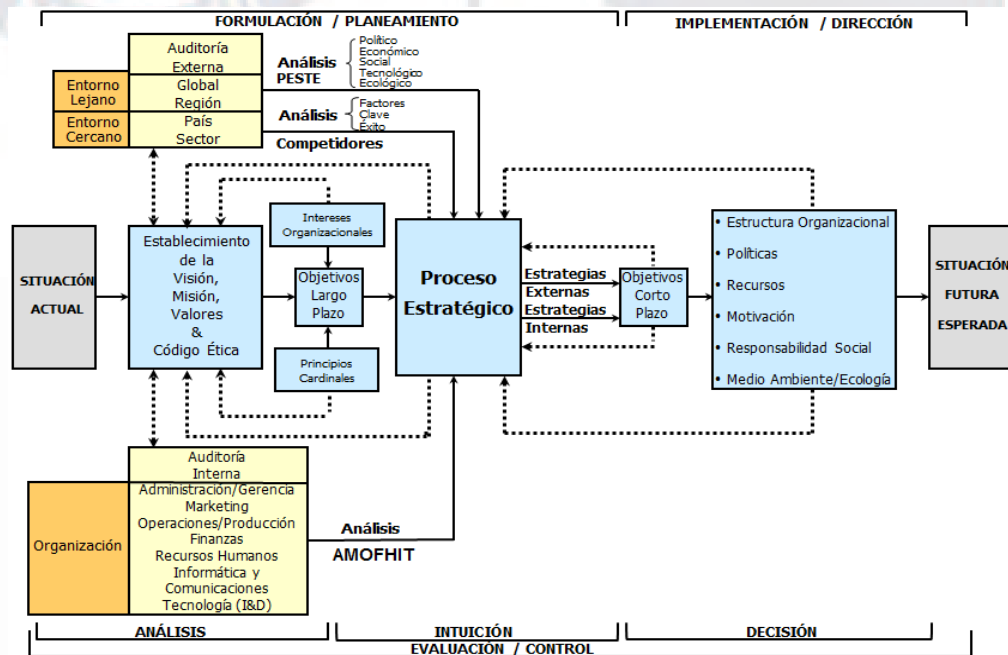 FORMULACIÓN / PLANEAMIENTO
IMPLEMENTACIÓN / DIRECCIÓN
Auditoría
Externa
Entorno
Lejano
Global
Región
Entorno
Cercano
País
Sector
Análisis
PESTE
Político
Económico
Social
Tecnológico
Ecológico
Análisis
Competidores
Factores
Clave
Éxito
SITUACIÓN
ACTUAL
Establecimiento
de la
Visión,
Misión,
Valores
&
Código Ética
Intereses
Organizacionales
Objetivos
Largo
Plazo
Principios
Cardinales
Proceso
Estratégico
Estrategias
Externas
Estrategias
Internas
Objetivos
Corto
Plazo
• Estructura Organizacional
• Políticas
• Recursos
• Motivación
• Responsabilidad Social
• Medio Ambiente/Ecología
SITUACIÓN
FUTURA
ESPERADA
Auditoría
Interna
Organización
Administración/Gerencia
Marketing
Operaciones/Producción
Finanzas
Recursos Humanos
Informática y
Comunicaciones
Tecnología (I&D)
Análisis
AMOFHIT
ANÁLISIS
INTUICIÓN
DECISIÓN
EVALUACIÓN / CONTROL